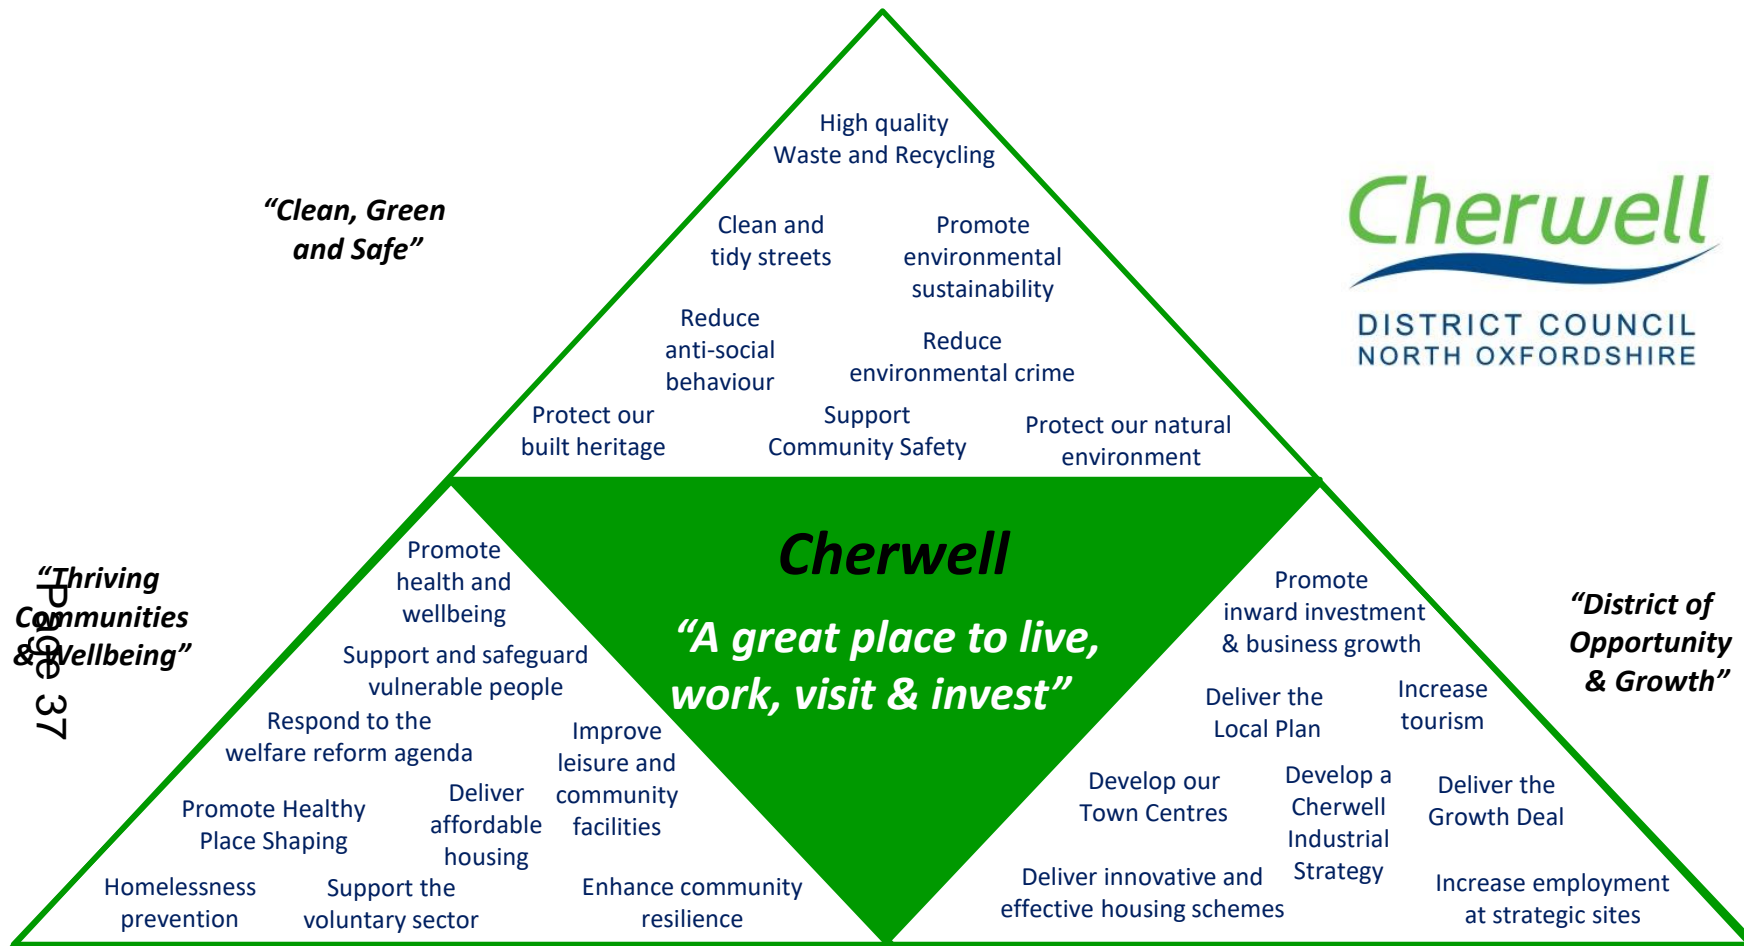 High quality
Waste and Recycling
“Clean, Green
and Safe”
Clean and
tidy streets
Promote
environmental
sustainability
Cherwell
DISTRICT COUNCIL
NORTH OXFORDSHIRE
Reduce
anti-social
behaviour
Reduce
environmental crime
Protect our
built heritage
Support
Community Safety
Protect our natural
environment
Cherwell
“A great place to live,
work, visit & invest”
“Thriving
Communities
& Wellbeing”
Page 37
Promote
health and
wellbeing
Support and safeguard
vulnerable people
Respond to the
welfare reform agenda
Improve
leisure and
community
facilities
Promote Healthy
Place Shaping
Deliver
affordable
housing
Homelessness
prevention
Support the
voluntary sector
Enhance community
resilience
Promote
inward investment
& business growth
“District of
Opportunity
& Growth”
Deliver the
Local Plan
Increase
tourism
Develop our
Town Centres
Develop a
Cherwell
Industrial
Strategy
Deliver the
Growth Deal
Deliver innovative and
effective housing schemes
Increase employment
at strategic sites